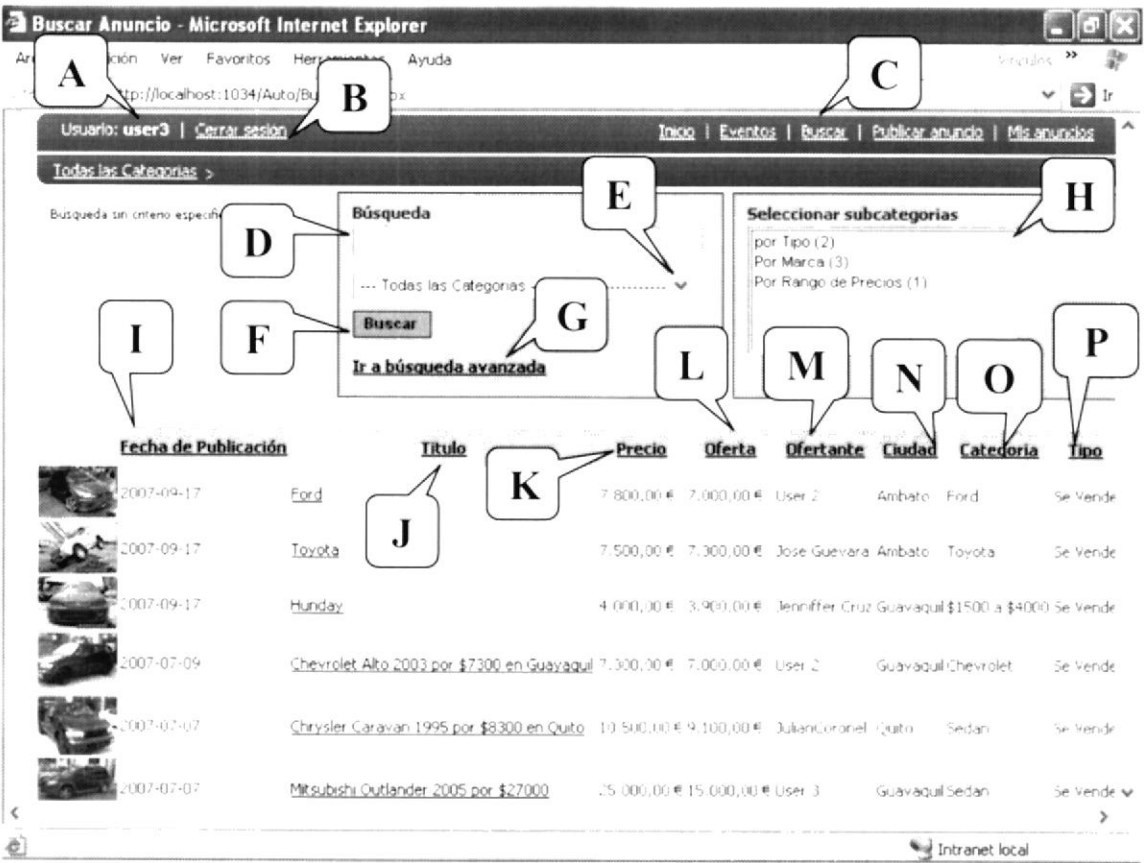 Buscar Anuncio - Microsoft Internet Explorer
Ver Favoritos Ayuda
Vínculos »
A
B
C
Ir
Usuario: user3 | Cerrar sesión
Inicio | Eventos | Buscar | Publicar anuncio | Mis anuncios
Todas las Categorias >
E
H
Busqueda sin criterio
D
Búsqueda
--- Todas las Categorias
Buscar
Ir a búsqueda avanzada
Seleccionar subcategorias
por Tipo (2)
Por Marca (3)
Por Rango de Precios (1)
F
G
I
L
M
N
O
P
Fecha de Publicación Titulo Precio Oferta Ofertante Ciudad Categoria Tipo
K
J
2007-09-17 Ford 7.800,00 € 7.000,00 € User 2 Ambato Ford Se Vende
2007-09-17 Toyota 7.500,00 € 7.300,00 € Jose Guevara Ambato Toyota Se Vende
2007-09-17 Hunday 4.000,00 € 3.900,00 € Jenniffer Cruz Guayaquil $1500 a $4000 Se Vende
2007-07-09 Chevrolet Alto 2003 por $7300 en Guayaquil 7.300,00 € 7.000,00 € User 2 Guayaquil Chevrolet Se Vende
2007-07-07 Chrysler Caravan 1995 por $8300 en Quito 10.500,00 € 9.100,00 € JulianCoronel Quito Sedan Se Vende
2007-07-07 Mitsubishi Outlander 2005 por $27000 25.000,00 € 15.000,00 € User 3 Guayaquil Sedan Se Vende
Intranet local